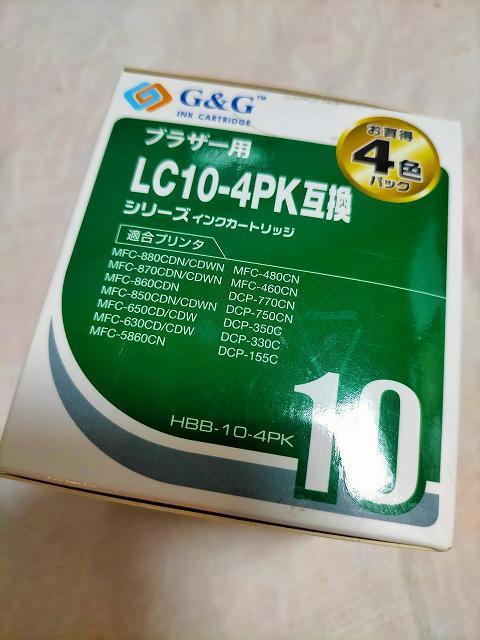 G&G™
INK CARTRIDGE
お買得
4色
パック
ブラザー用
LC10-4PK互換
シリーズ インクカートリッジ
適合プリンタ
MFC-880CDN/CDWN
MFC-870CDN/CDWN
MFC-860CDN
MFC-850CDN/CDWN
MFC-650CD/CDW
MFC-630CD/CDW
MFC-5860CN
MFC-480CN
MFC-460CN
DCP-770CN
DCP-750CN
DCP-350C
DCP-330C
DCP-155C
HBB-10-4PK
10